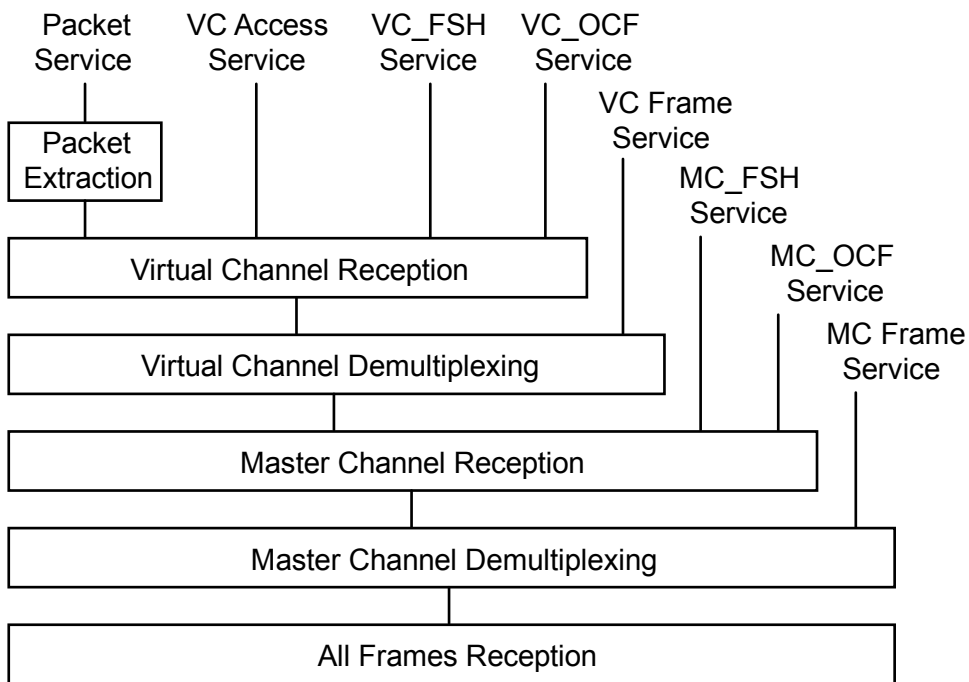 Packet
Service
VC Access
Service
VC_FSH
Service
VC_OCF
Service
VC Frame
Service
MC_FSH
Service
MC_OCF
Service
MC Frame
Service
Packet
Extraction
Virtual Channel Reception
Virtual Channel Demultiplexing
Master Channel Reception
Master Channel Demultiplexing
All Frames Reception